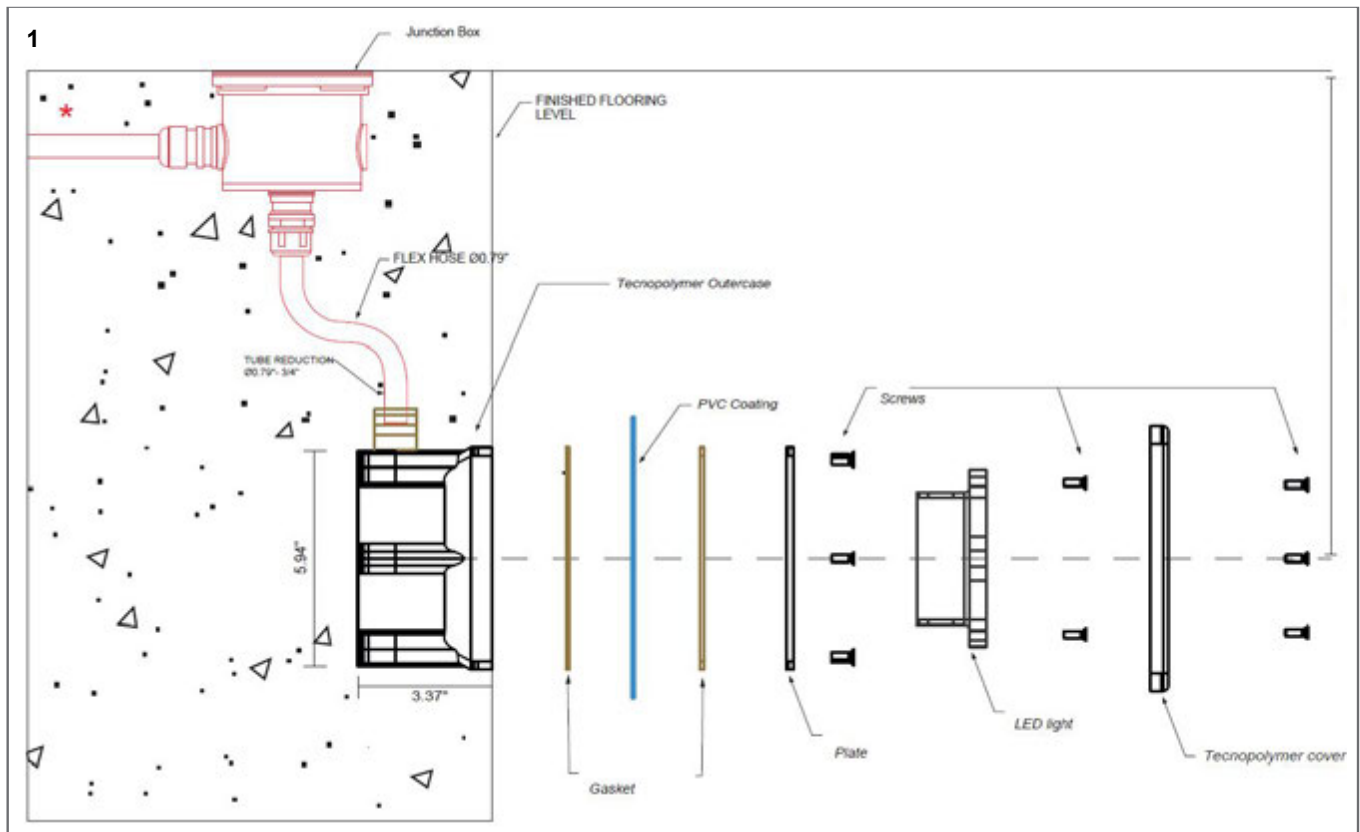 1
Junction Box
FINISHED FLOORING
LEVEL
FLEX HOSE Ø0.79"
Tecnopolymer Outercase
TUBE REDUCTION
Ø0.79"- 3/4"
PVC Coating
Screws
5.94"
3.37"
LED light
Plate
Tecnopolymer cover
Gasket